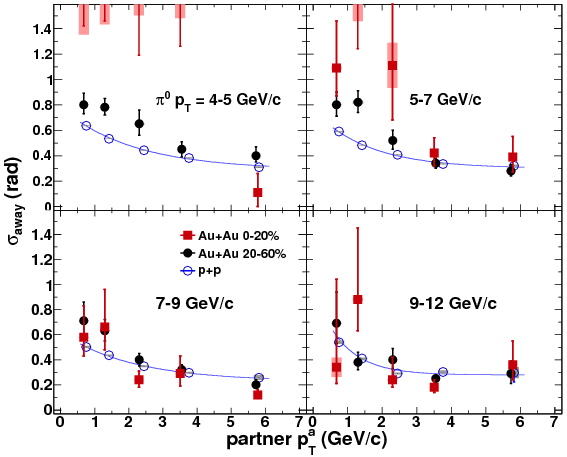 1.4
1.2
1
0.8
0.6
0.4
0.2
0
π⁰ p_T = 4-5 GeV/c
5-7 GeV/c
σ_away (rad)
1.4
1.2
1
0.8
0.6
0.4
0.2
0
Au+Au 0-20%
Au+Au 20-60%
p+p
7-9 GeV/c
9-12 GeV/c
0 1 2 3 4 5 6 7 0 1 2 3 4 5 6 7
partner p_T^a (GeV/c)